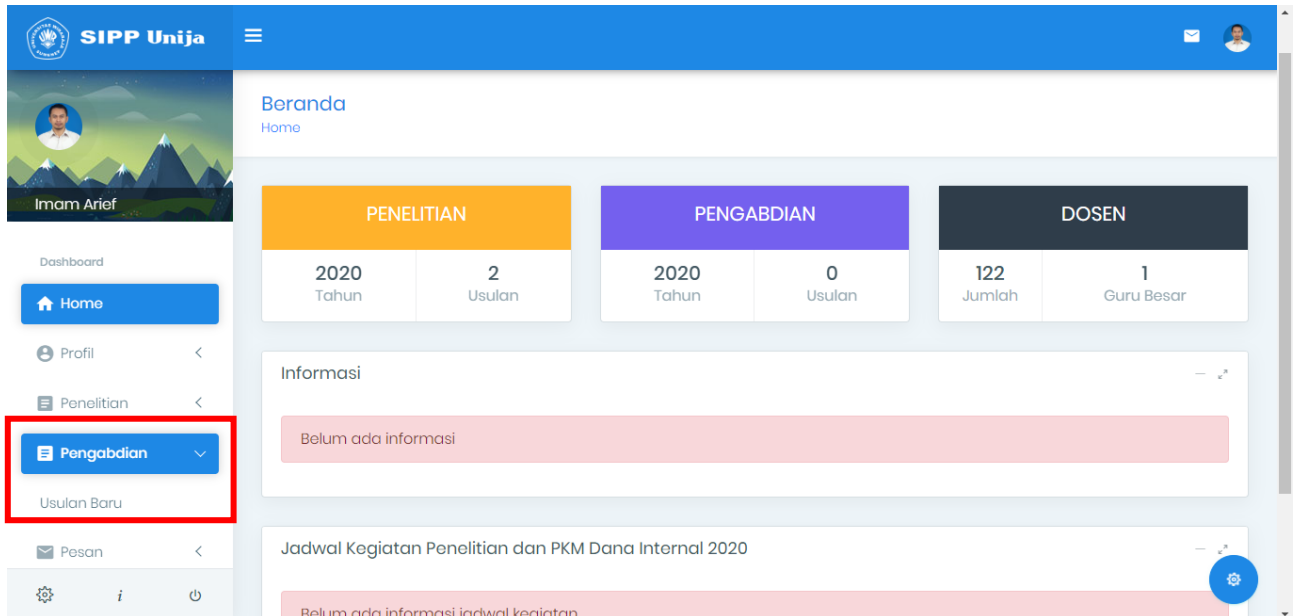 SIPP Unija
Imam Arief
Dashboard
Home
Profil
Penelitian
Pengabdian
Usulan Baru
Pesan
i
Beranda
Home
PENELITIAN
2020
Tahun
2
Usulan
PENGABDIAN
2020
Tahun
0
Usulan
DOSEN
122
Jumlah
1
Guru Besar
Informasi
Belum ada informasi
Jadwal Kegiatan Penelitian dan PKM Dana Internal 2020
Belum ada informasi jadwal kegiatan